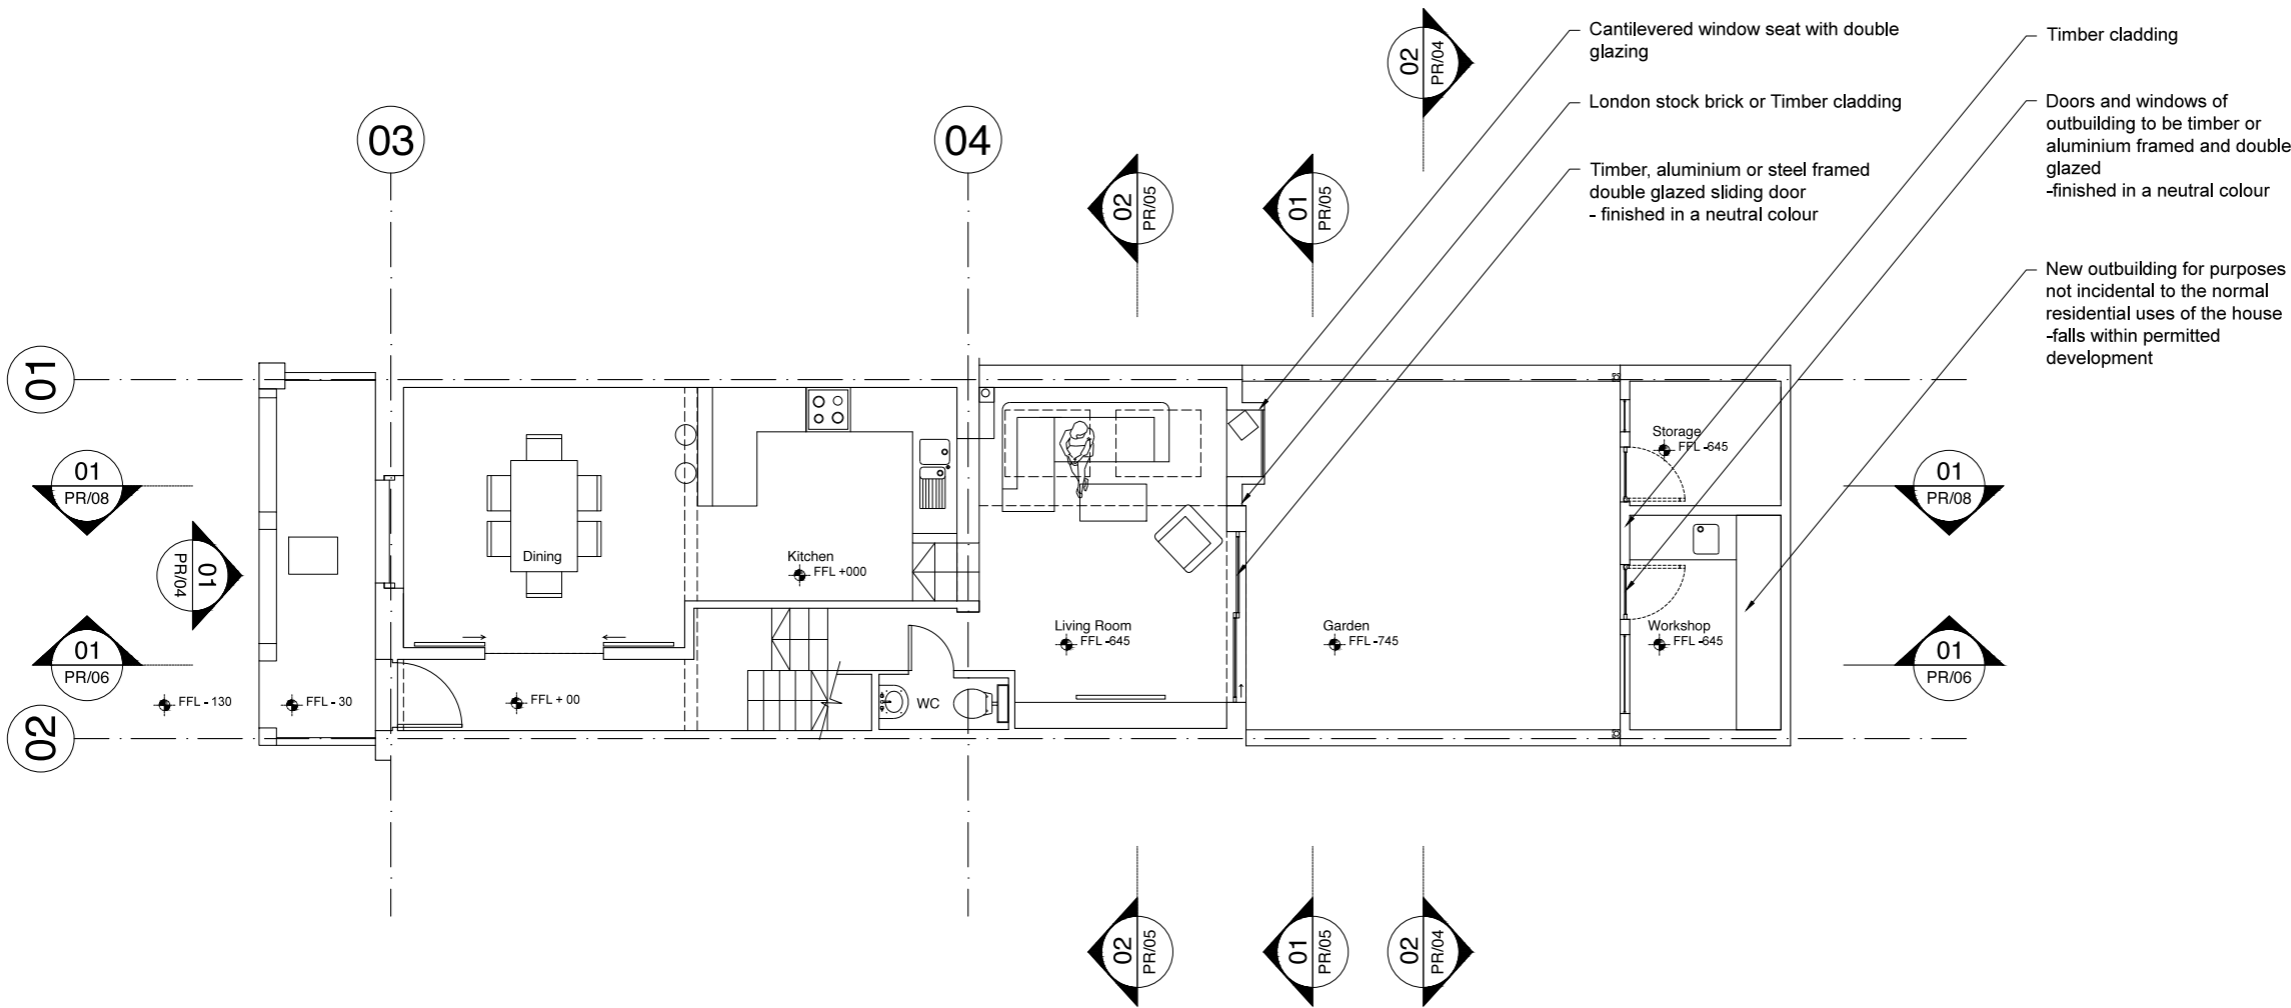 Cantilevered window seat with double
glazing
London stock brick or Timber cladding
Timber, aluminium or steel framed
double glazed sliding door
- finished in a neutral colour
Timber cladding
Doors and windows of
outbuilding to be timber or
aluminium framed and double
glazed
-finished in a neutral colour
New outbuilding for purposes
not incidental to the normal
residential uses of the house
-falls within permitted
development
02
PR/04
03
04
02
PR/05
01
PR/05
01
01
PR/08
01
PR/04
01
PR/06
02
FFL - 130
FFL - 30
FFL + 00
Dining
Kitchen
FFL +000
WC
Living Room
FFL -645
Garden
FFL -745
Storage
FFL -645
Workshop
FFL -645
01
PR/08
01
PR/06
02
PR/05
01
PR/05
02
PR/04